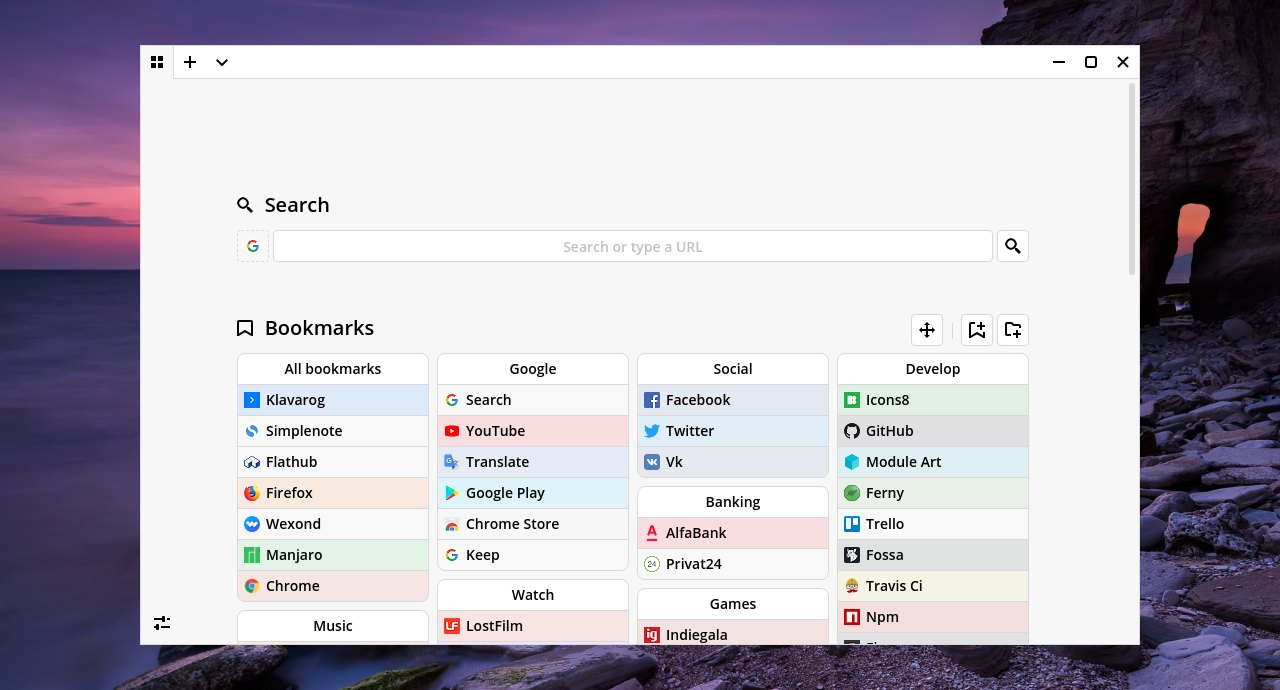 Search
Search or type a URL
Bookmarks
All bookmarks
Klavarog
Simplenote
Flathub
Firefox
Wexond
Manjaro
Chrome
Music
Google
Search
YouTube
Translate
Google Play
Chrome Store
Keep
Watch
LostFilm
Social
Facebook
Twitter
Vk
Banking
AlfaBank
24
Privat24
Games
Indiegala
Develop
Icons8
GitHub
Module Art
Ferny
Trello
Fossa
Travis Ci
Npm